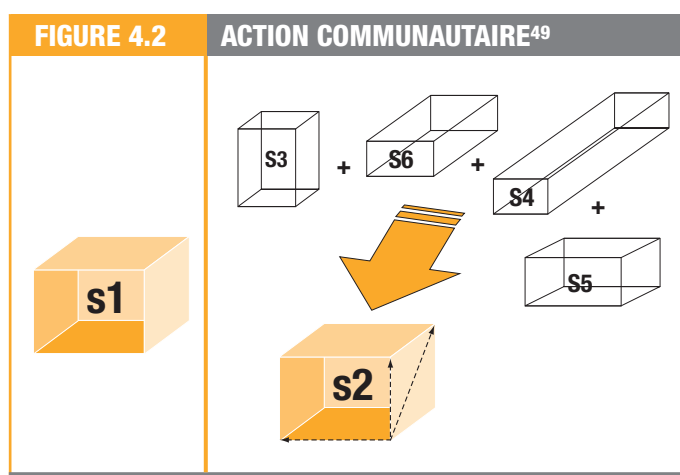 FIGURE 4.2
ACTION COMMUNAUTAIRE⁴⁹
S3 + S6 + S4
+
S5
s1
s2